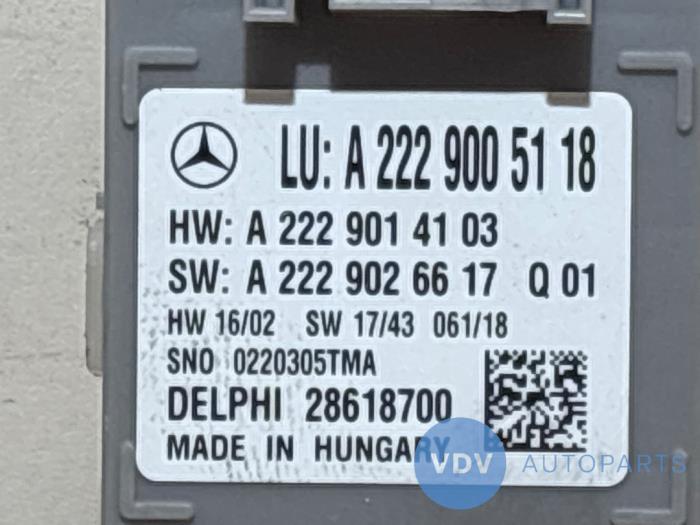 LU: A 222 900 51 18
HW: A 222 901 41 03
SW: A 222 902 66 17 Q 01
HW 16/02 SW 17/43 061/18
SNO 0220305TMA
DELPHI 28618700
MADE IN HUNGARY
VDV AUTOPARTS